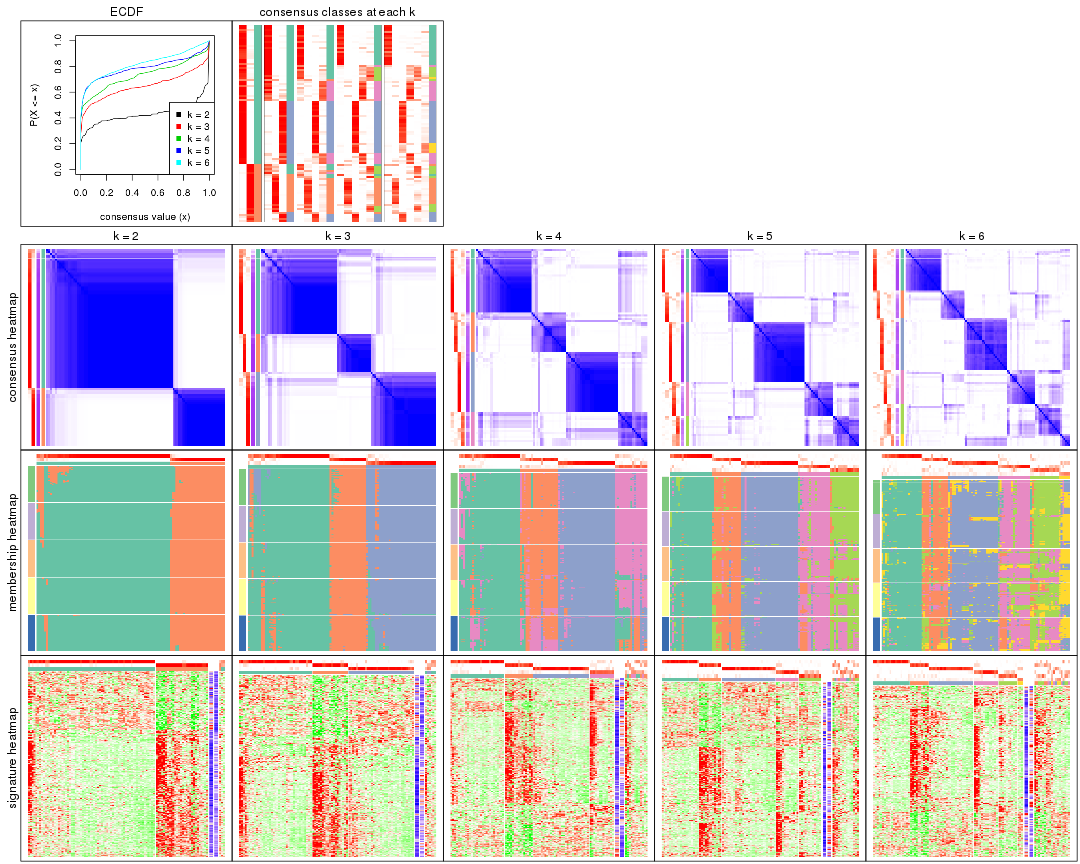 ECDF
consensus classes at each k
P(X <= x)
0.0 0.2 0.4 0.6 0.8 1.0
k = 2
k = 3
k = 4
k = 5
k = 6
0.0 0.2 0.4 0.6 0.8 1.0
consensus value (x)
k = 2
k = 3
k = 4
k = 5
k = 6
consensus heatmap
membership heatmap
signature heatmap